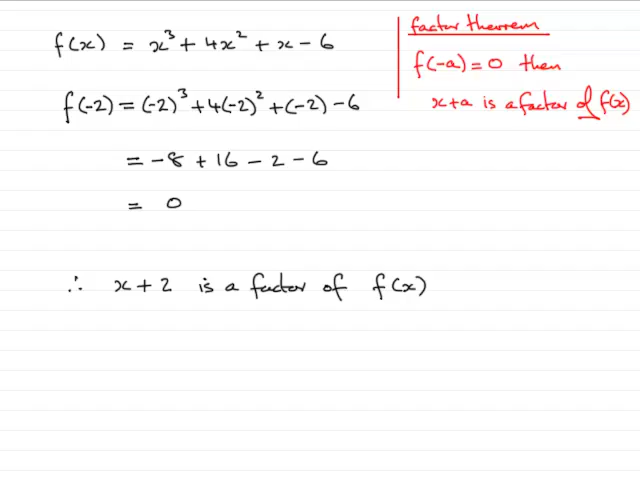 f(x) = x³ + 4x² + x - 6
f(-2) = (-2)³ + 4(-2)² + (-2) - 6
= -8 + 16 - 2 - 6
= 0
∴ x + 2 is a factor of f(x)
factor theorem
f(-a) = 0 then
x+a is a factor of f(x)